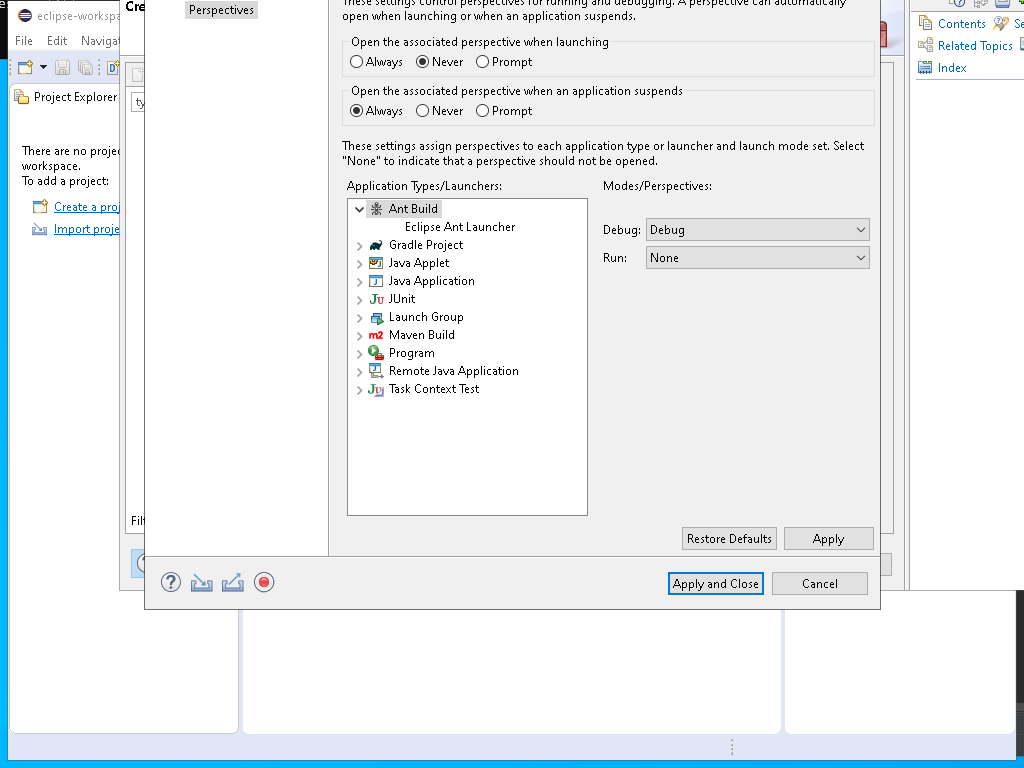 eclipse-workspa
Cre
Perspectives
These settings control perspectives for running and debugging. A perspective can automatically
open when launching or when an application suspends.
File Edit Navigat
Contents Se
Related Topics
Index
Open the associated perspective when launching
Always Never Prompt
Open the associated perspective when an application suspends
Always Never Prompt
Project Explorer
ty
There are no projec
workspace.
To add a project:
Create a proj
Import proje
These settings assign perspectives to each application type or launcher and launch mode set. Select
"None" to indicate that a perspective should not be opened.
Application Types/Launchers:
Modes/Perspectives:
Ant Build
Eclipse Ant Launcher
Gradle Project
Java Applet
Java Application
JUnit
Launch Group
m2 Maven Build
Program
Remote Java Application
Task Context Test
Debug: Debug
Run: None
Filt
Restore Defaults
Apply
Apply and Close
Cancel